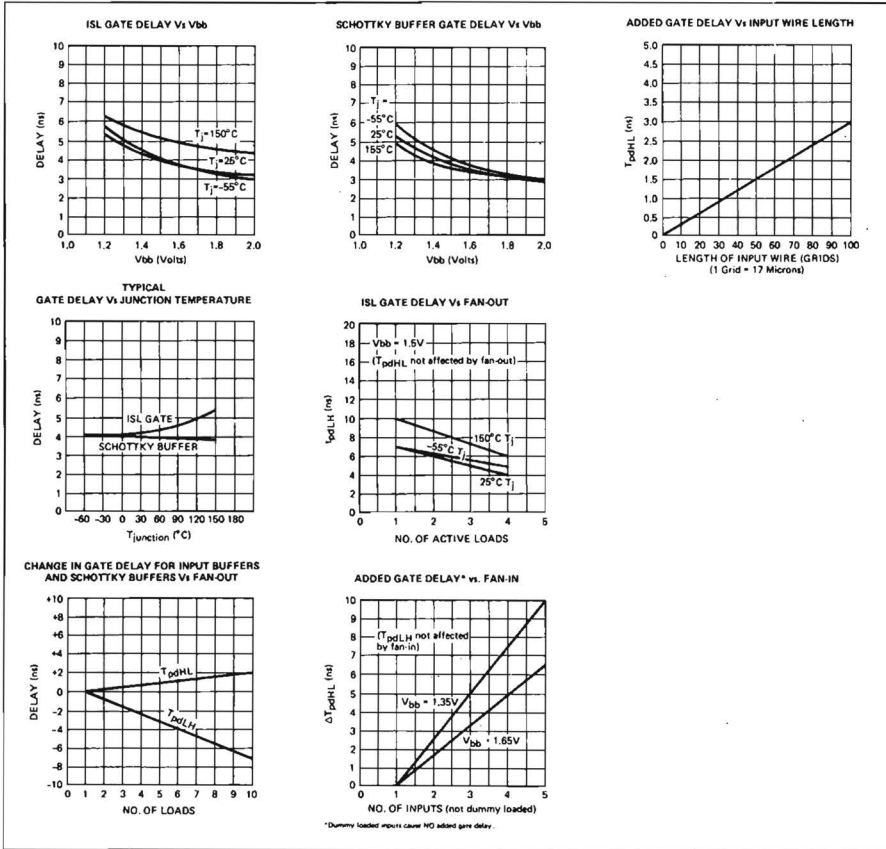 ISL GATE DELAY Vs Vbb
10
9
8
7
6
5
4
3
2
1
0
DELAY (ns)
Tj=150°C
Tj=25°C
Tj=-55°C
1.0 1.2 1.4 1.6 1.8 2.0
Vbb (Volts)
SCHOTTKY BUFFER GATE DELAY Vs Vbb
10
9
8
7
6
5
4
3
2
1
0
DELAY (ns)
Tj =
-55°C
25°C
155°C
1.0 1.2 1.4 1.6 1.8 2.0
Vbb (Volts)
ADDED GATE DELAY Vs INPUT WIRE LENGTH
5.0
4.5
4.0
3.5
3.0
2.5
2.0
1.5
1.0
0.5
0
TpdHL (ns)
0 10 20 30 40 50 60 70 80 90 100
LENGTH OF INPUT WIRE (GRIDS)
(1 Grid = 17 Microns)
TYPICAL
GATE DELAY Vs JUNCTION TEMPERATURE
10
9
8
7
6
5
4
3
2
1
0
DELAY (ns)
ISL GATE
SCHOTTKY BUFFER
-60 -30 0 30 60 90 120 150 180
Tjunction (°C)
ISL GATE DELAY Vs FAN-OUT
20
18
16
14
12
10
8
6
4
2
0
tpdLH (ns)
Vbb = 1.5V
(TpdHL not affected by fan-out)
150°C Tj
-55°C Tj
25°C Tj
0 1 2 3 4 5
NO. OF ACTIVE LOADS
CHANGE IN GATE DELAY FOR INPUT BUFFERS
AND SCHOTTKY BUFFERS Vs FAN-OUT
+10
+8
+6
+4
+2
0
-2
-4
-6
-8
-10
DELAY (ns)
TpdHL
TpdLH
0 1 2 3 4 5 6 7 8 9 10
NO. OF LOADS
ADDED GATE DELAY* vs. FAN-IN
10
9
8
7
6
5
4
3
2
1
0
ΔTpdHL (ns)
(TpdLH not affected
by fan-in)
Vbb = 1.35V
Vbb = 1.65V
0 1 2 3 4 5
NO. OF INPUTS (not dummy loaded)
*Dummy loaded inputs cause NO added gate delay.